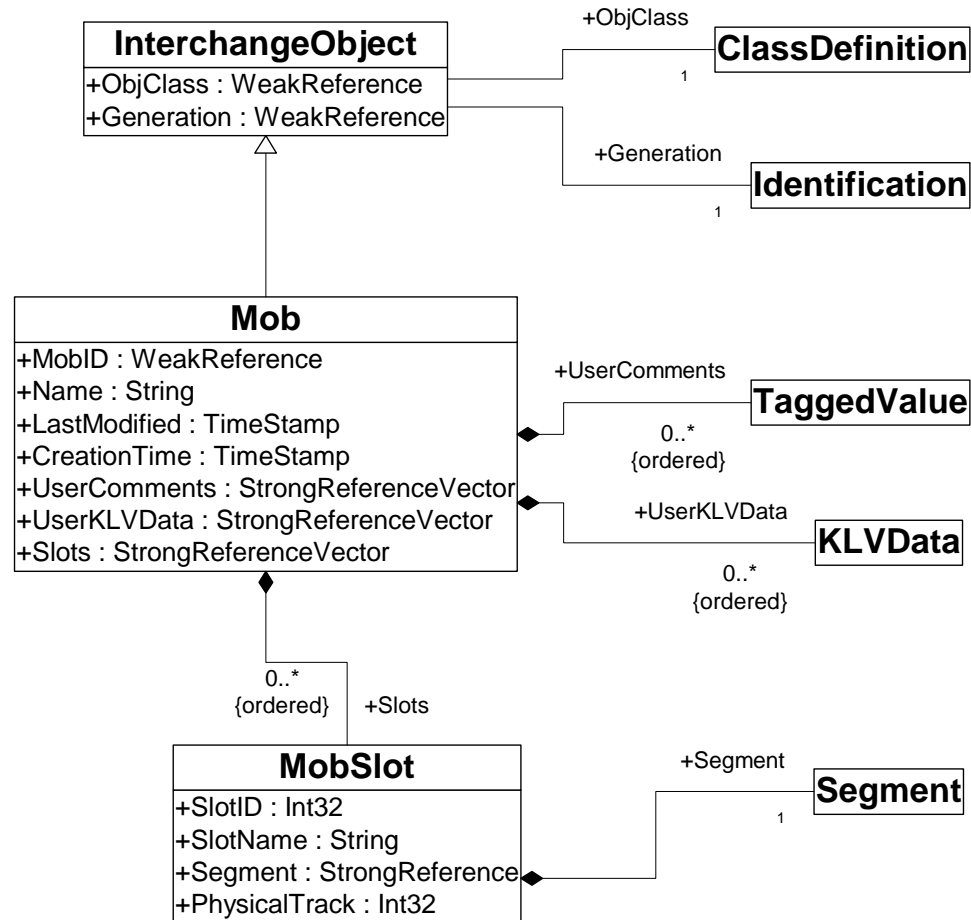 InterchangeObject
+ObjClass : WeakReference
+Generation : WeakReference
+ObjClass
1
ClassDefinition
+Generation
1
Identification
Mob
+MobID : WeakReference
+Name : String
+LastModified : TimeStamp
+CreationTime : TimeStamp
+UserComments : StrongReferenceVector
+UserKLVData : StrongReferenceVector
+Slots : StrongReferenceVector
+UserComments
0..*
{ordered}
TaggedValue
+UserKLVData
0..*
{ordered}
KLVData
0..*
{ordered}
+Slots
MobSlot
+SlotID : Int32
+SlotName : String
+Segment : StrongReference
+PhysicalTrack : Int32
+Segment
1
Segment